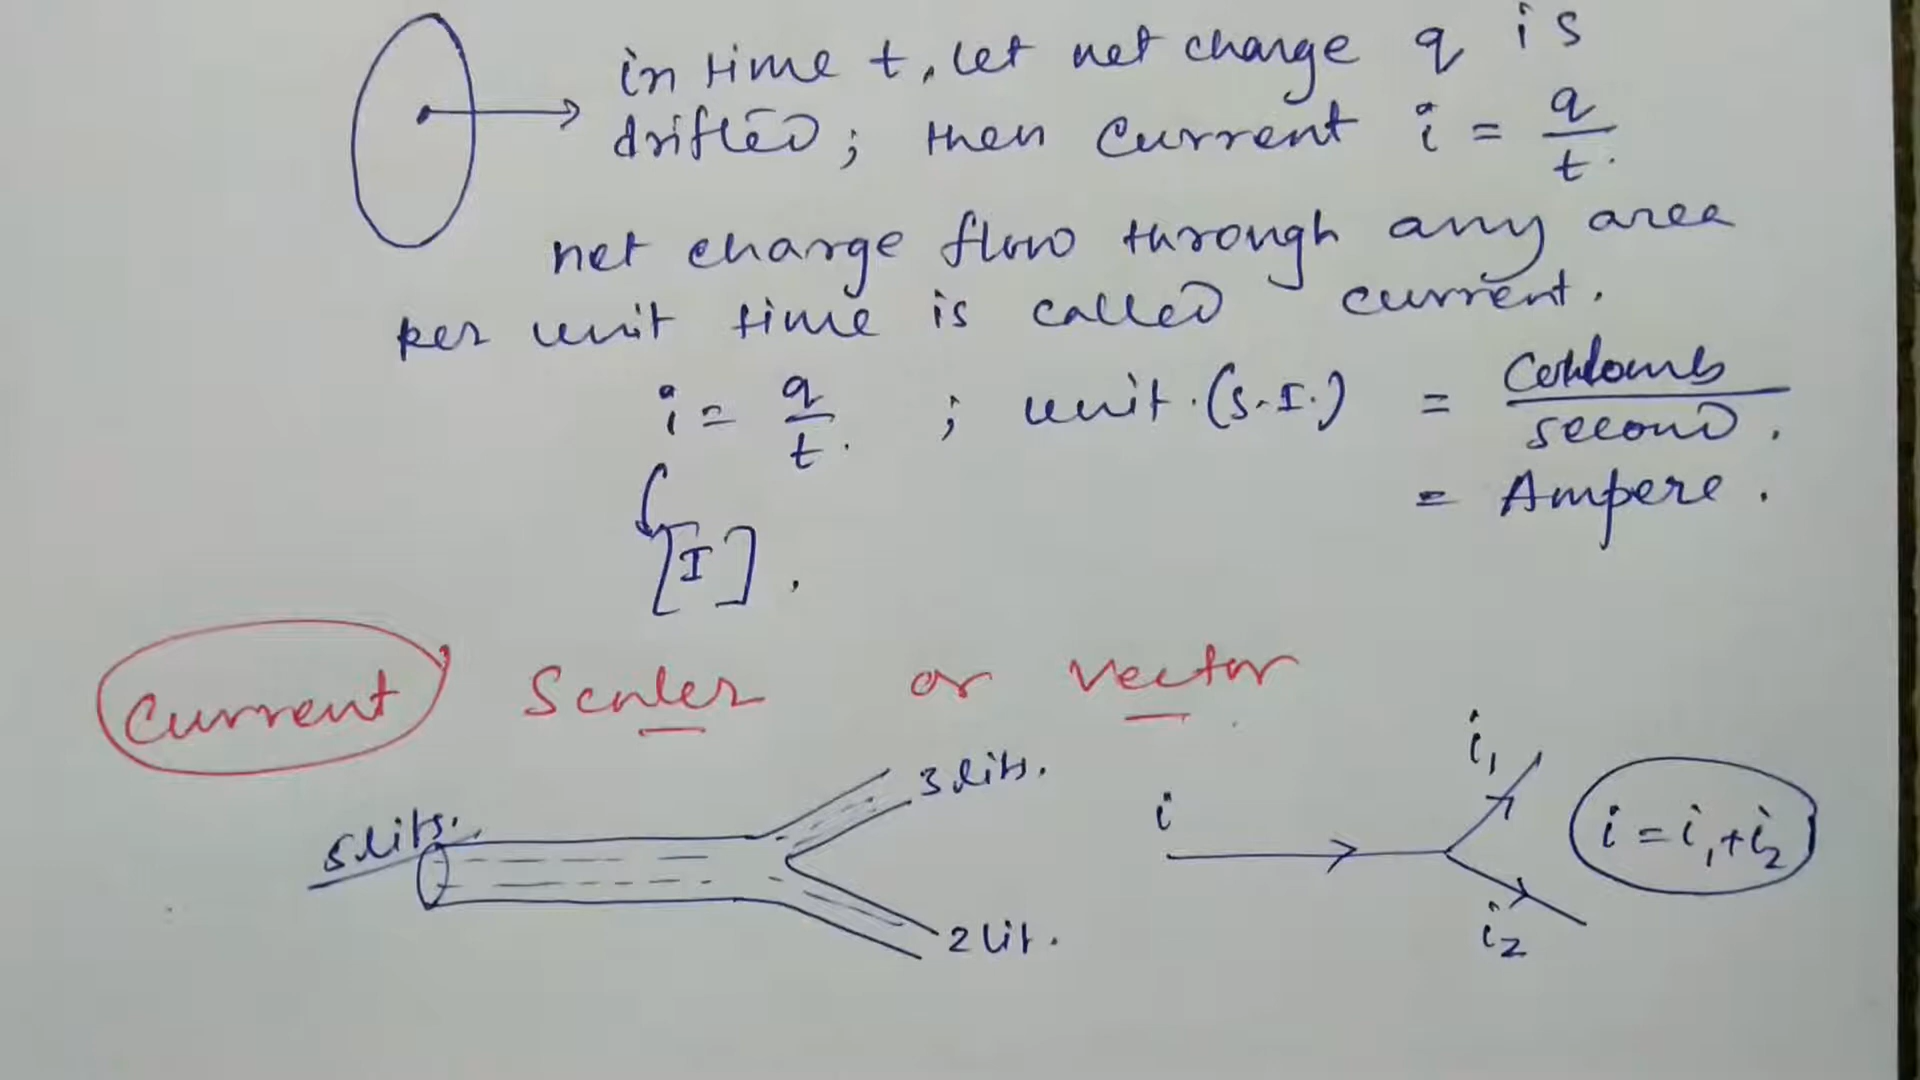 in time t, let net charge q is
drifted; then Current i = q/t.
net charge flow through any area
per unit time is called current.
i = q/t. ; unit. (S.I.) = Coulomb/second.
= Ampere.
[I].
Current Scaler or vector
5 lits. 3 lits. 2 lit.
i i₁ i₂ i = i₁ + i₂